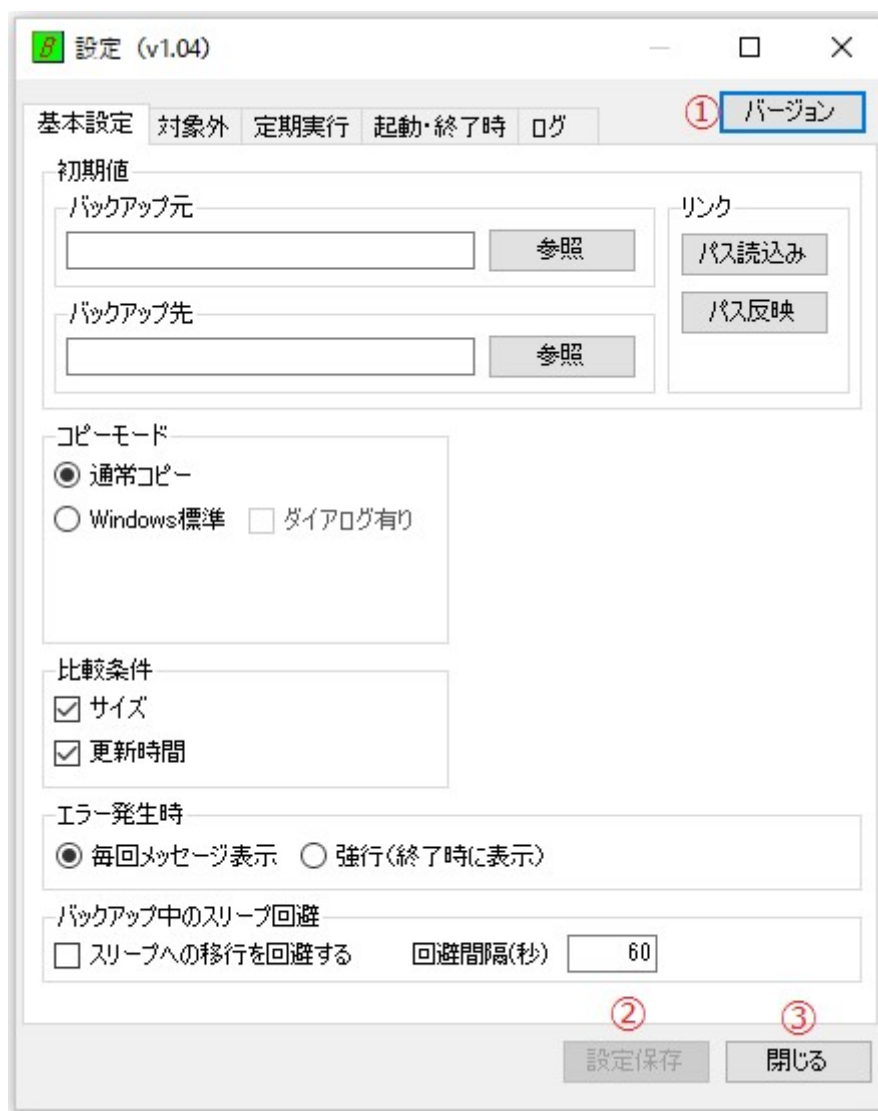 B 設定（v1.04）
① バージョン
基本設定 対象外 定期実行 起動・終了時 ログ
初期値
バックアップ元
参照
リンク
パス読込み
パス反映
バックアップ先
参照
コピーモード
通常コピー
Windows標準 ダイアログ有り
比較条件
サイズ
更新時間
エラー発生時
毎回メッセージ表示 強行(終了時に表示)
バックアップ中のスリープ回避
スリープへの移行を回避する 回避間隔(秒) 60
② ③
設定保存 閉じる